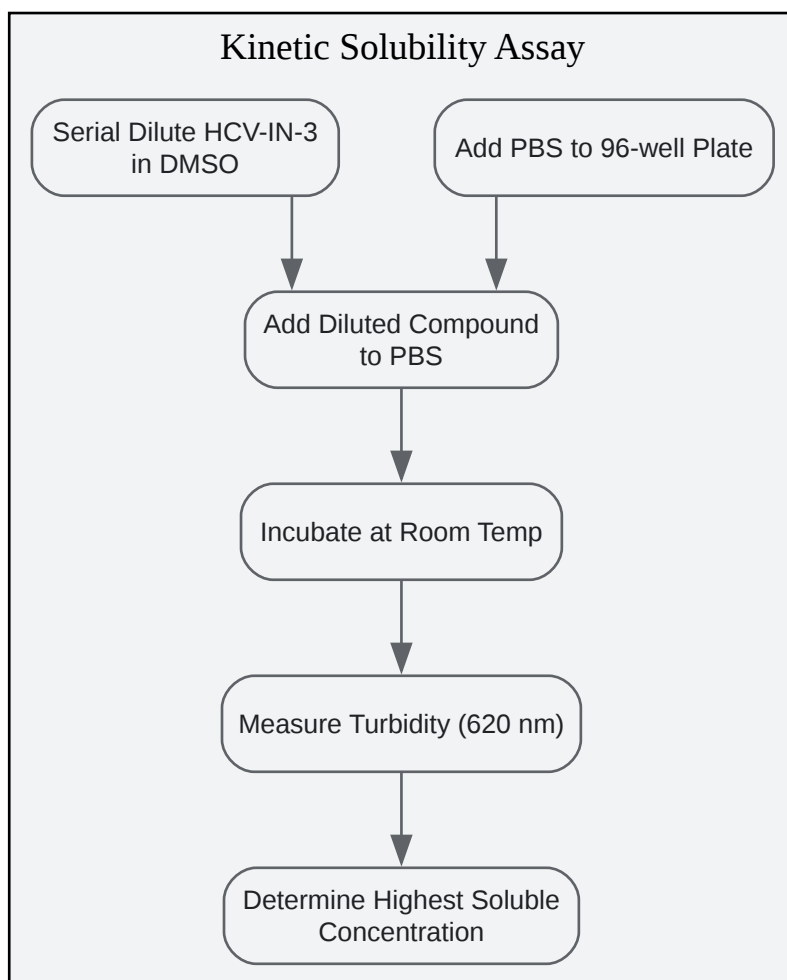 Kinetic Solubility Assay
Serial Dilute HCV-IN-3
in DMSO
Add PBS to 96-well Plate
Add Diluted Compound
to PBS
Incubate at Room Temp
Measure Turbidity (620 nm)
Determine Highest Soluble
Concentration